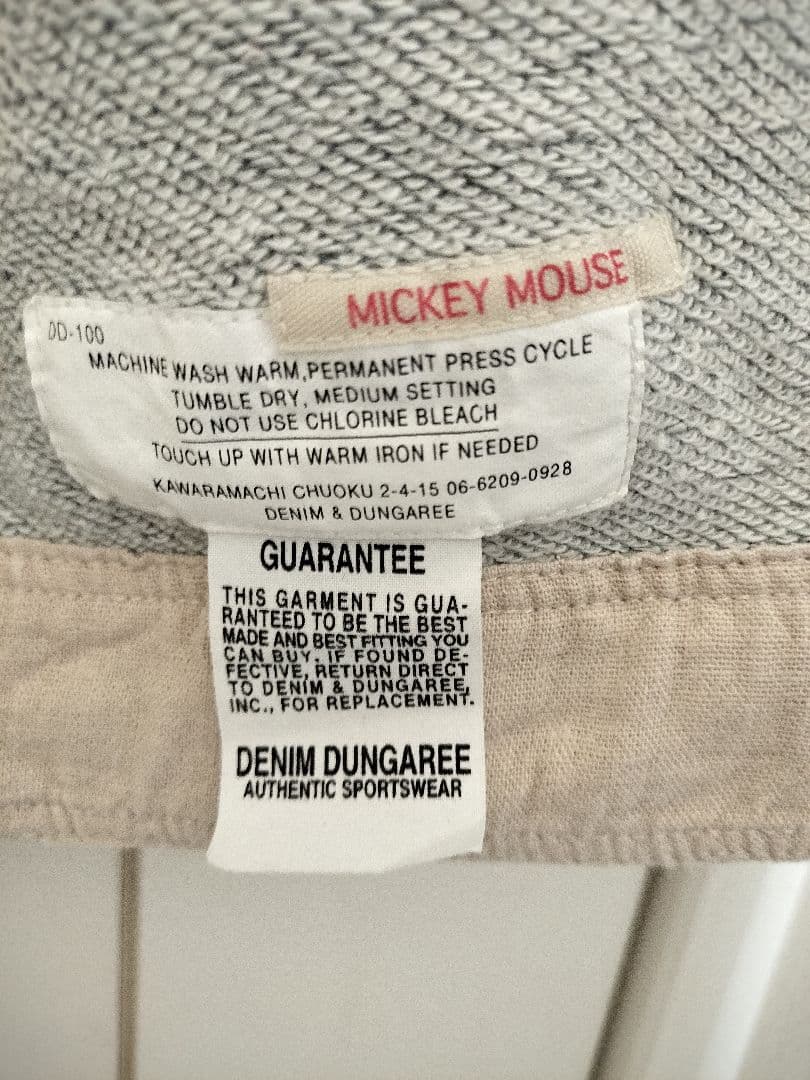 MICKEY MOUSE
DD-100
MACHINE WASH WARM,PERMANENT PRESS CYCLE
TUMBLE DRY, MEDIUM SETTING
DO NOT USE CHLORINE BLEACH
TOUCH UP WITH WARM IRON IF NEEDED
KAWARAMACHI CHUOKU 2-4-15 06-6209-0928
DENIM & DUNGAREE
GUARANTEE
THIS GARMENT IS GUA-
RANTEED TO BE THE BEST
MADE AND BEST FITTING YOU
CAN BUY. IF FOUND DE-
FECTIVE, RETURN DIRECT
TO DENIM & DUNGAREE,
INC., FOR REPLACEMENT.
DENIM DUNGAREE
AUTHENTIC SPORTSWEAR